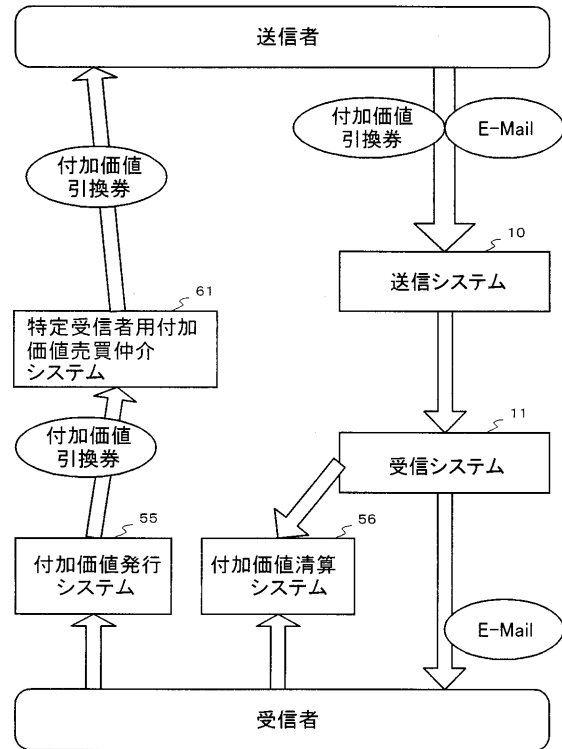 送信者
付加価値
引換券
E-Mail
付加価値
引換券
10
送信システム
61
特定受信者用付加
価値売買仲介
システム
付加価値
引換券
11
受信システム
55
付加価値発行
システム
56
付加価値清算
システム
E-Mail
受信者